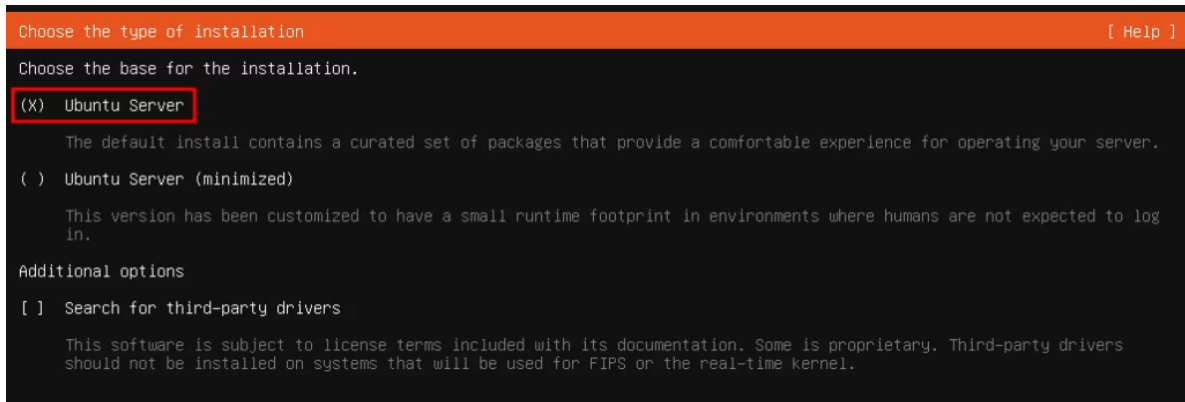 Choose the type of installation [ Help ]
Choose the base for the installation.
(X) Ubuntu Server
The default install contains a curated set of packages that provide a comfortable experience for operating your server.
( ) Ubuntu Server (minimized)
This version has been customized to have a small runtime footprint in environments where humans are not expected to log
in.
Additional options
[ ] Search for third-party drivers
This software is subject to license terms included with its documentation. Some is proprietary. Third-party drivers
should not be installed on systems that will be used for FIPS or the real-time kernel.